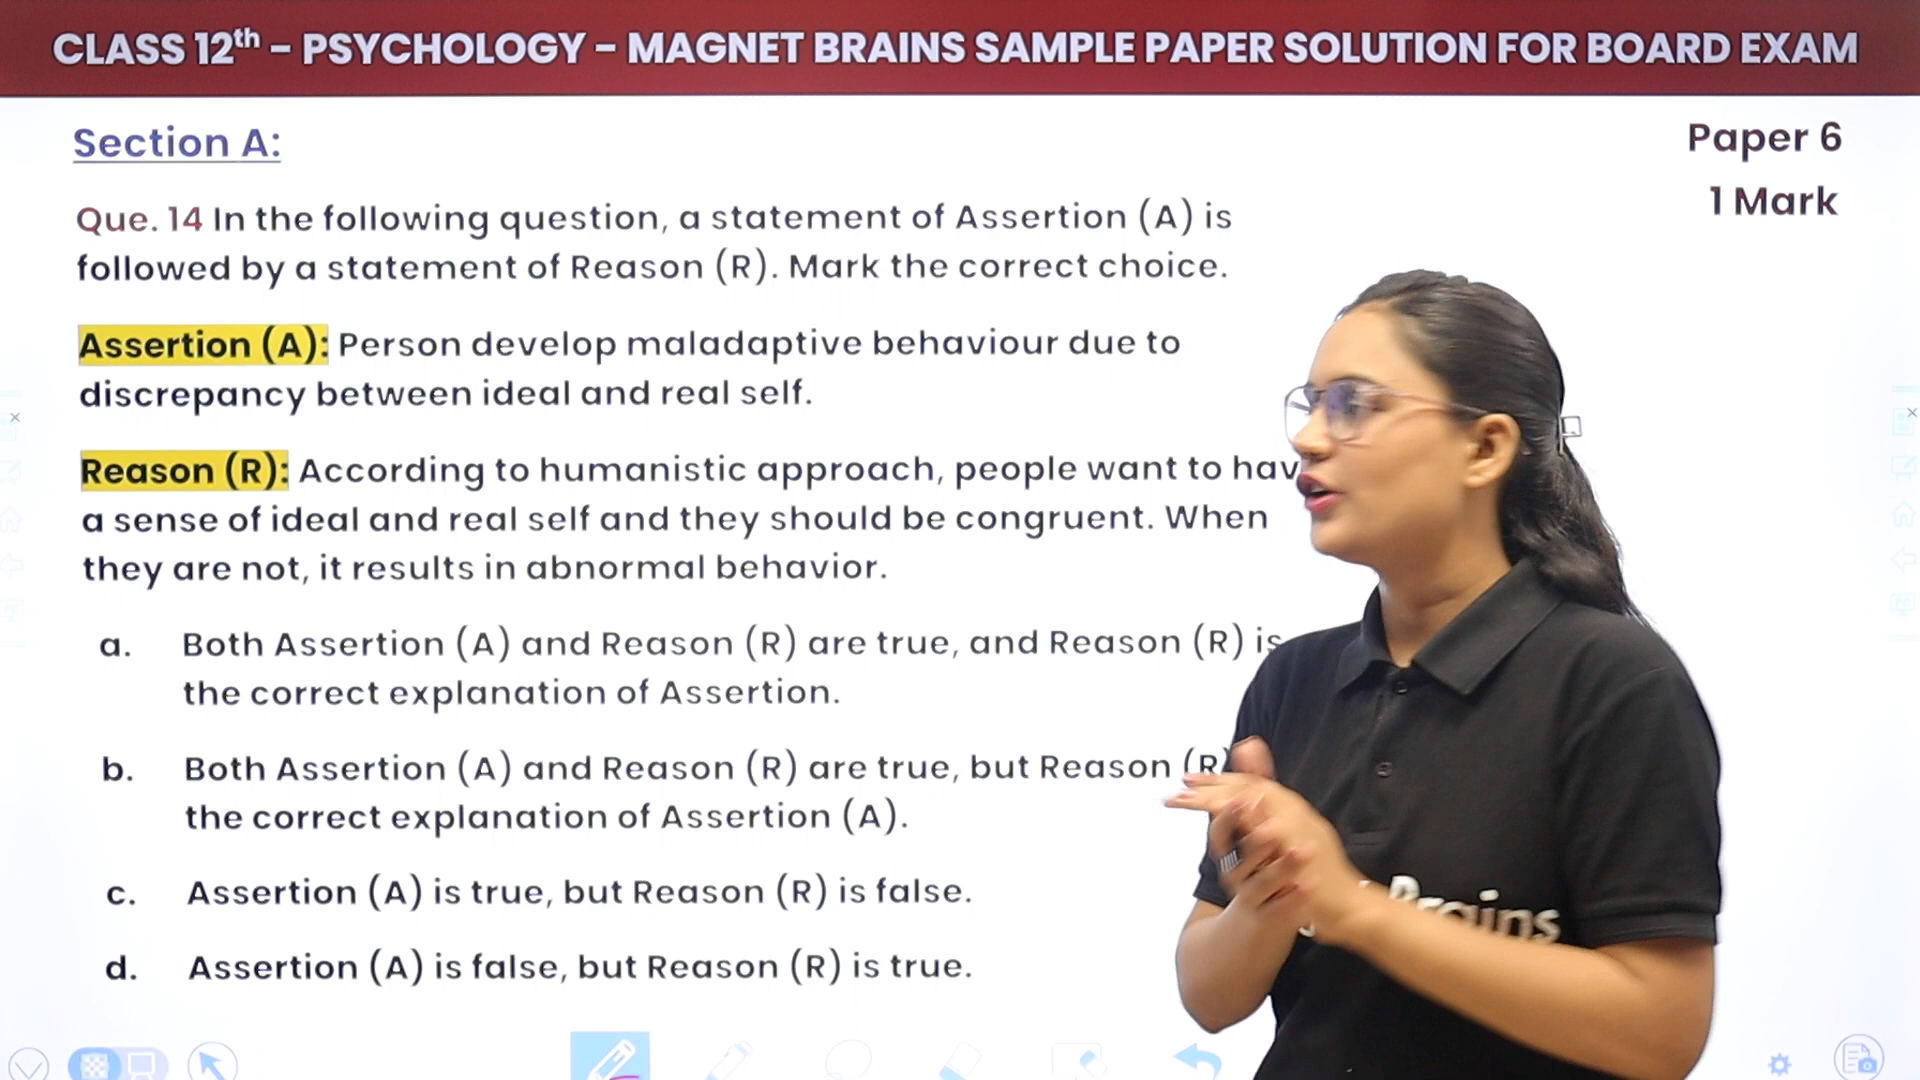 CLASS 12th – PSYCHOLOGY – MAGNET BRAINS SAMPLE PAPER SOLUTION FOR BOARD EXAM
Section A:
Paper 6
1 Mark
Que. 14 In the following question, a statement of Assertion (A) is
followed by a statement of Reason (R). Mark the correct choice.
Assertion (A): Person develop maladaptive behaviour due to
discrepancy between ideal and real self.
Reason (R): According to humanistic approach, people want to hav
a sense of ideal and real self and they should be congruent. When
they are not, it results in abnormal behavior.
a. Both Assertion (A) and Reason (R) are true, and Reason (R) is
the correct explanation of Assertion.
b. Both Assertion (A) and Reason (R) are true, but Reason (R)
the correct explanation of Assertion (A).
c. Assertion (A) is true, but Reason (R) is false.
d. Assertion (A) is false, but Reason (R) is true.
Brains